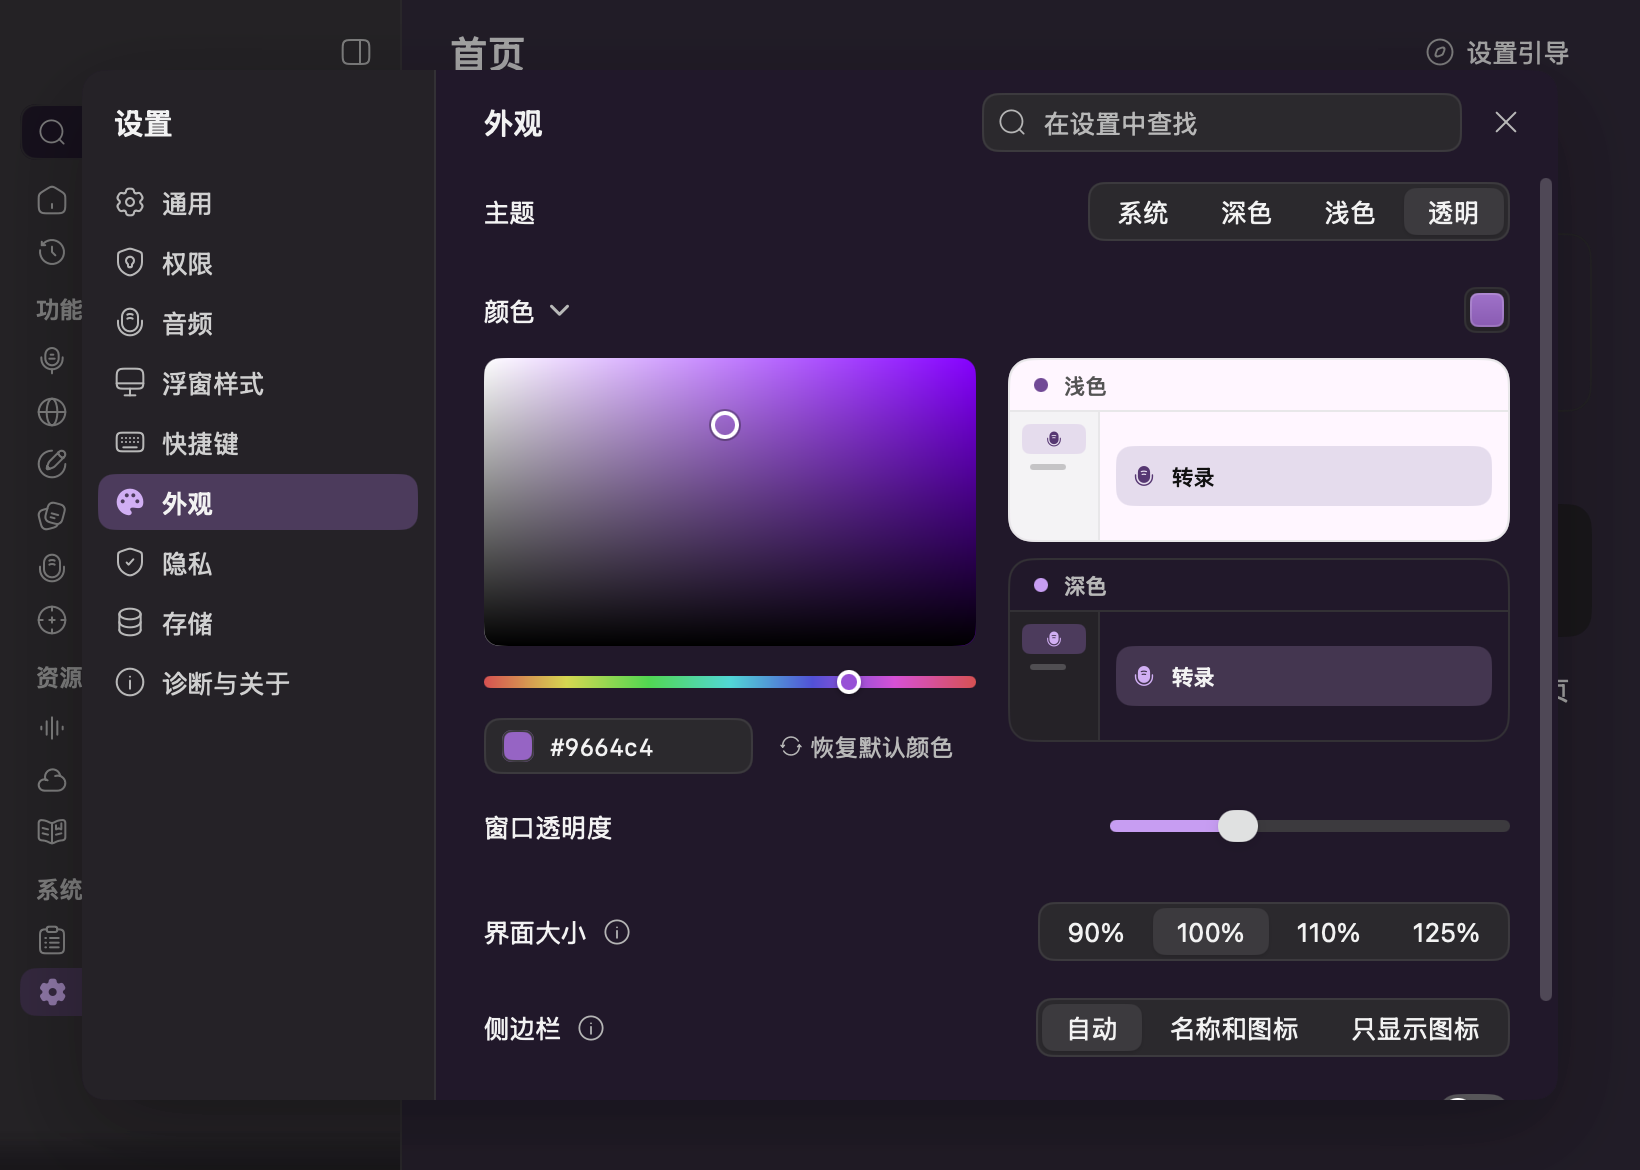 首页
设置引导
设置
外观
在设置中查找
通用
权限
音频
浮窗样式
快捷键
外观
隐私
存储
诊断与关于
功能
资源
系统
主题
系统 深色 浅色 透明
颜色
浅色
转录
深色
转录
#9664c4
恢复默认颜色
窗口透明度
界面大小
90% 100% 110% 125%
侧边栏
自动 名称和图标 只显示图标